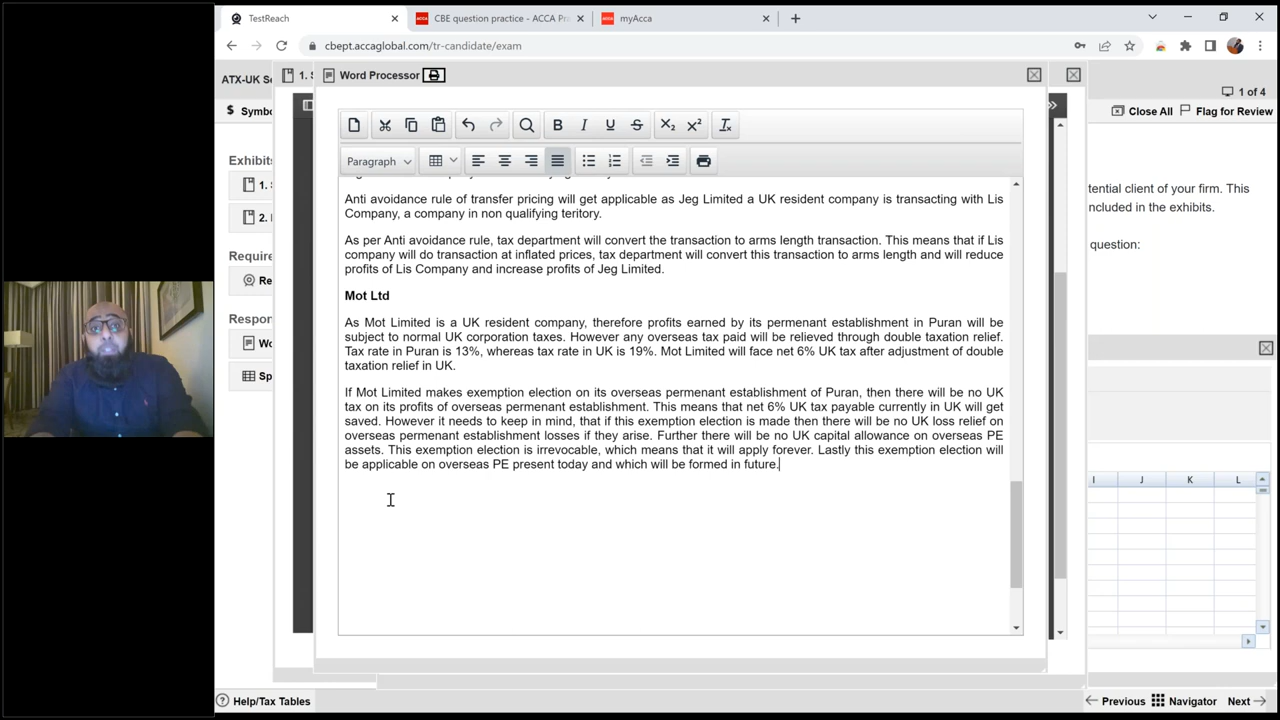 TestReach
CBE question practice - ACCA Pra
myAcca
cbept.accaglobal.com/tr-candidate/exam
ATX-UK Se
1. S
Word Processor
1 of 4
$ Symbo
Close All
Flag for Review
Exhibits
1. S
2.
Require
Re
Respon
Wo
Sp
Paragraph
Anti avoidance rule of transfer pricing will get applicable as Jeg Limited a UK resident company is transacting with Lis
Company, a company in non qualifying teritory.
As per Anti avoidance rule, tax department will convert the transaction to arms length transaction. This means that if Lis
company will do transaction at inflated prices, tax department will convert this transaction to arms length and will reduce
profits of Lis Company and increase profits of Jeg Limited.
Mot Ltd
As Mot Limited is a UK resident company, therefore profits earned by its permenant establishment in Puran will be
subject to normal UK corporation taxes. However any overseas tax paid will be relieved through double taxation relief.
Tax rate in Puran is 13%, whereas tax rate in UK is 19%. Mot Limited will face net 6% UK tax after adjustment of double
taxation relief in UK.
If Mot Limited makes exemption election on its overseas permenant establishment of Puran, then there will be no UK
tax on its profits of overseas permenant establishment. This means that net 6% UK tax payable currently in UK will get
saved. However it needs to keep in mind, that if this exemption election is made then there will be no UK loss relief on
overseas permenant establishment losses if they arise. Further there will be no UK capital allowance on overseas PE
assets. This exemption election is irrevocable, which means that it will apply forever. Lastly this exemption election will
be applicable on overseas PE present today and which will be formed in future.
tential client of your firm. This
ncluded in the exhibits.
question:
I J K L
Help/Tax Tables
Previous
Navigator
Next